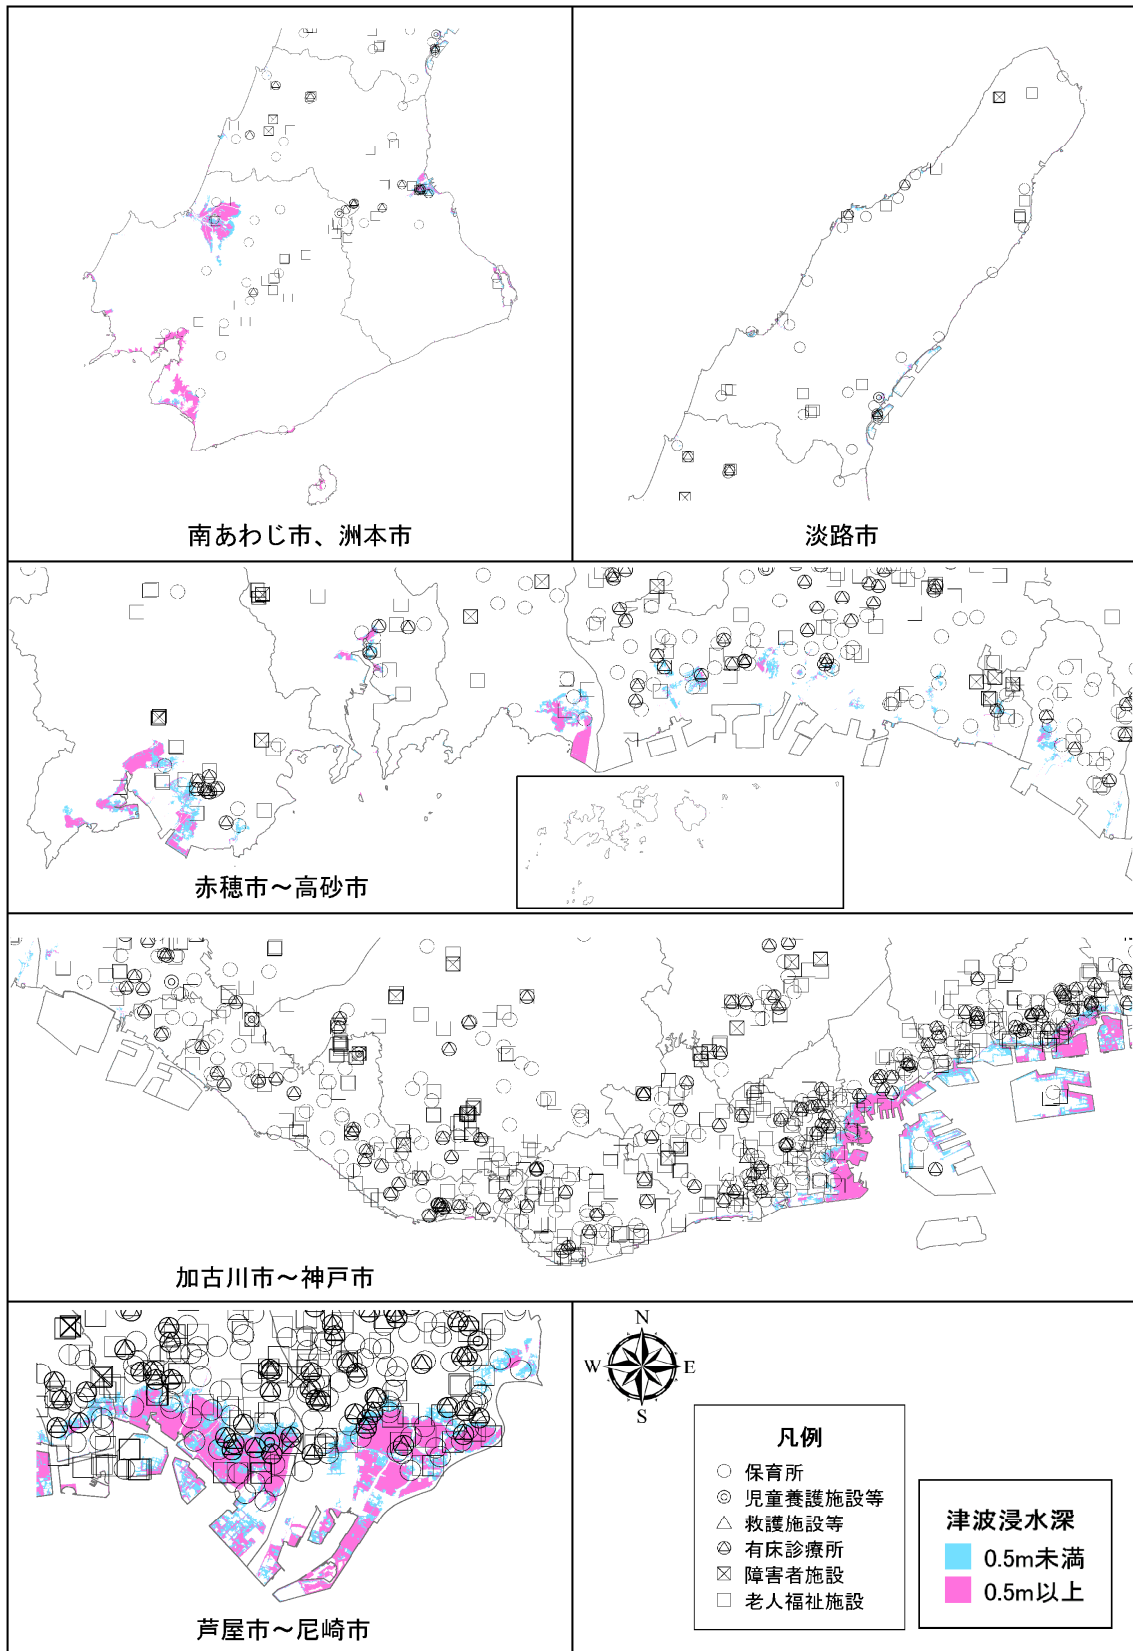 南あわじ市、洲本市
淡路市
赤穂市～高砂市
加古川市～神戸市
芦屋市～尼崎市
N
W E
S
凡例
保育所
児童養護施設等
救護施設等
有床診療所
障害者施設
老人福祉施設
津波浸水深
0.5m未満
0.5m以上